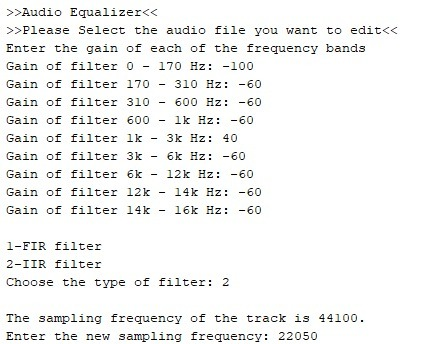 >>Audio Equalizer<<
>>Please Select the audio file you want to edit<<
Enter the gain of each of the frequency bands
Gain of filter 0 - 170 Hz: -100
Gain of filter 170 - 310 Hz: -60
Gain of filter 310 - 600 Hz: -60
Gain of filter 600 - 1k Hz: -60
Gain of filter 1k - 3k Hz: 40
Gain of filter 3k - 6k Hz: -60
Gain of filter 6k - 12k Hz: -60
Gain of filter 12k - 14k Hz: -60
Gain of filter 14k - 16k Hz: -60
1-FIR filter
2-IIR filter
Choose the type of filter: 2
The sampling frequency of the track is 44100.
Enter the new sampling frequency: 22050